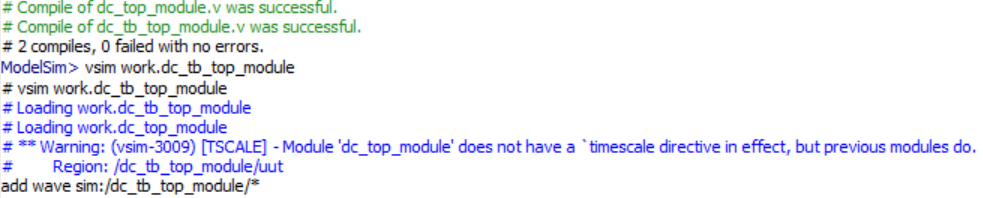 # Compile of dc_top_module.v was successful.
# Compile of dc_tb_top_module.v was successful.
# 2 compiles, 0 failed with no errors.
ModelSim> vsim work.dc_tb_top_module
# vsim work.dc_tb_top_module
# Loading work.dc_tb_top_module
# Loading work.dc_top_module
# ** Warning: (vsim-3009) [TSCALE] - Module 'dc_top_module' does not have a `timescale directive in effect, but previous modules do.
#         Region: /dc_tb_top_module/uut
add wave sim:/dc_tb_top_module/*